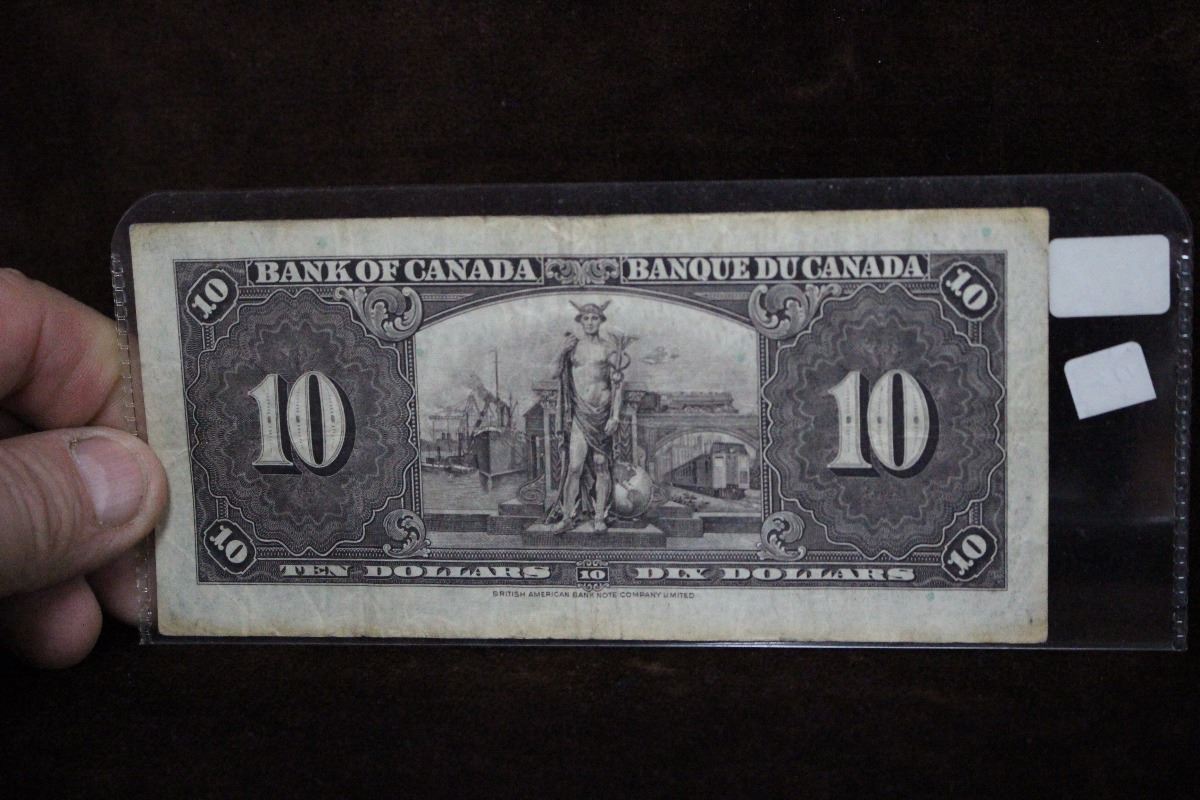 BANK OF CANADA BANQUE DU CANADA
10 10
10 10
10 10
TEN DOLLARS 10 DIX DOLLARS
BRITISH AMERICAN BANK NOTE COMPANY LIMITED